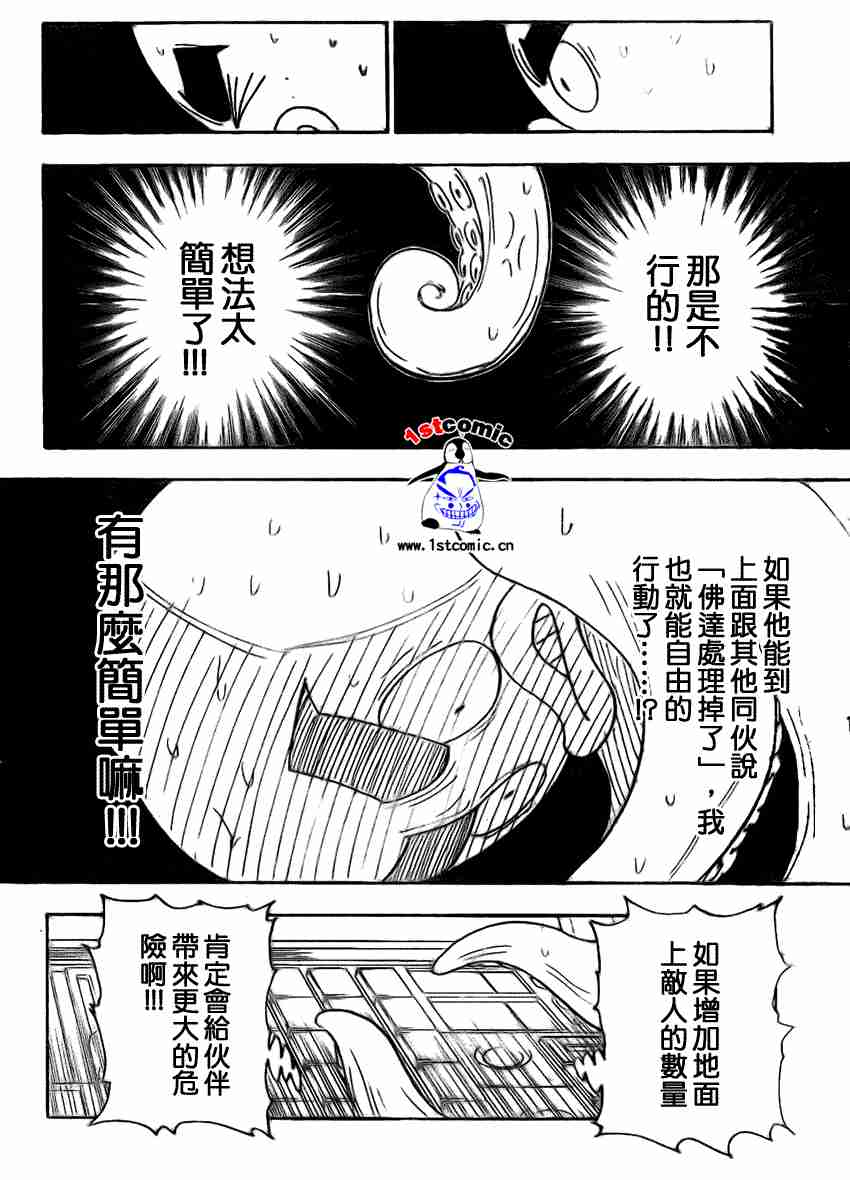 那是不
行的!!
想法太
簡單了!!!
1stcomic
www.1stcomic.cn
如果他能到
上面跟其他同伙說
「佛達處理掉了」，我
也就能自由的
行動了……!?
有那麼簡單嘛!!!
如果增加地面
上敵人的數量
肯定會給伙伴
帶來更大的危
險啊!!!